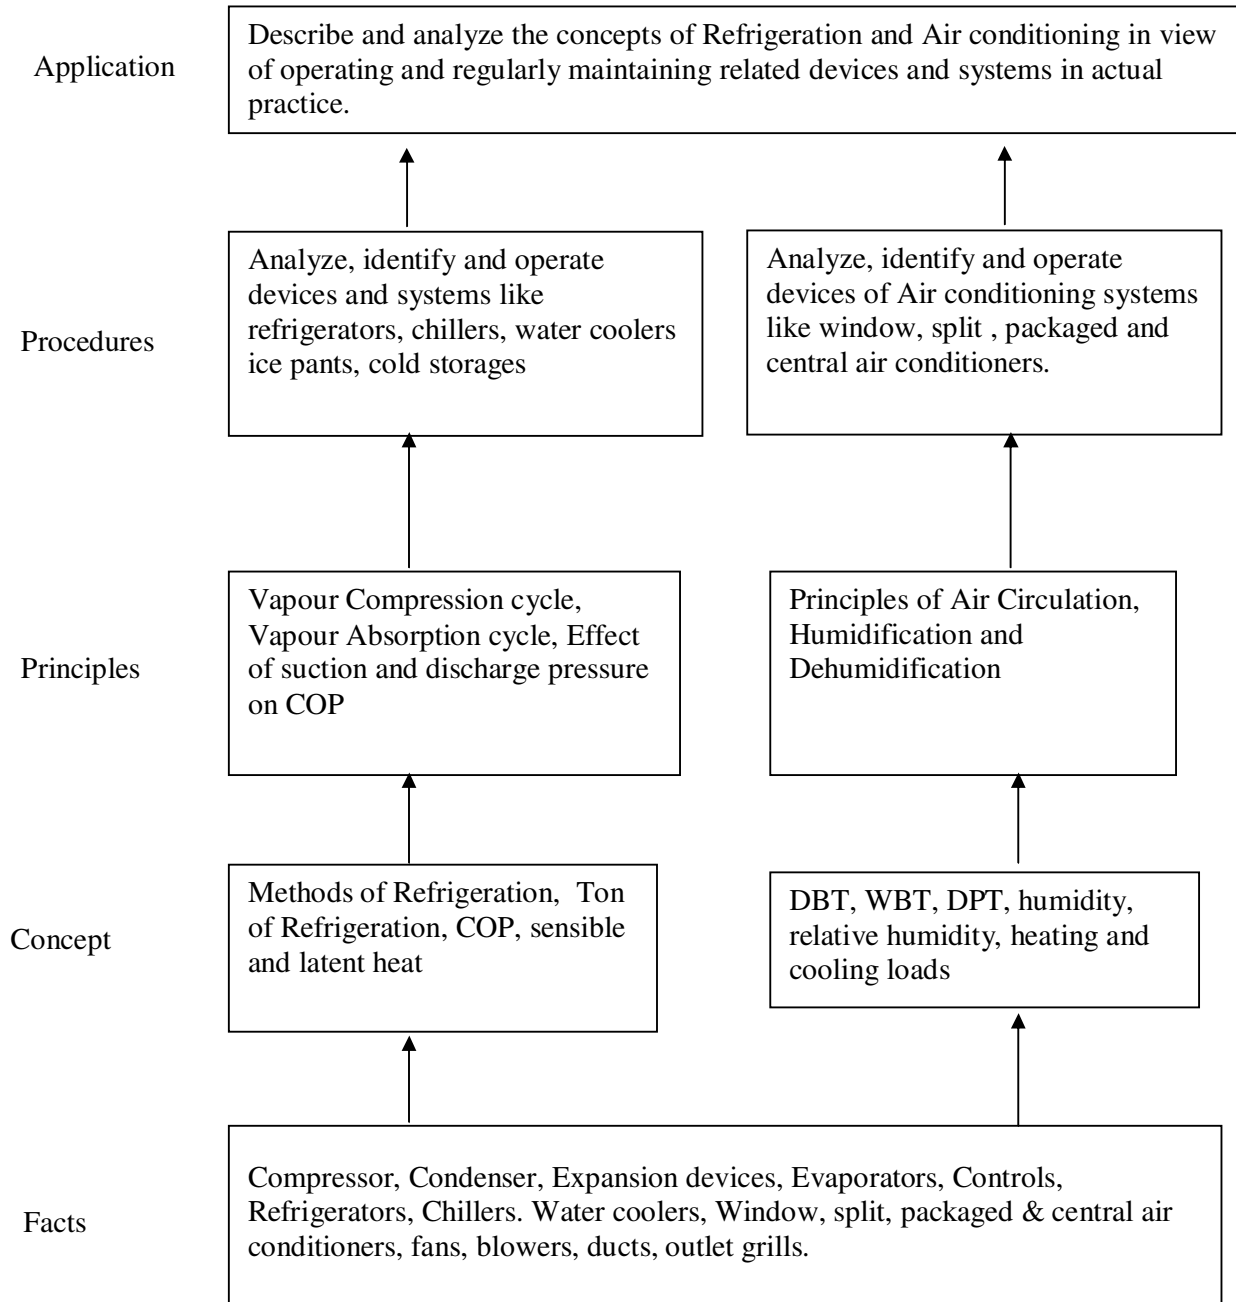 Application
Describe and analyze the concepts of Refrigeration and Air conditioning in view
of operating and regularly maintaining related devices and systems in actual
practice.
Procedures
Analyze, identify and operate
devices and systems like
refrigerators, chillers, water coolers
ice pants, cold storages
Analyze, identify and operate
devices of Air conditioning systems
like window, split , packaged and
central air conditioners.
Principles
Vapour Compression cycle,
Vapour Absorption cycle, Effect
of suction and discharge pressure
on COP
Principles of Air Circulation,
Humidification and
Dehumidification
Concept
Methods of Refrigeration,  Ton
of Refrigeration, COP, sensible
and latent heat
DBT, WBT, DPT, humidity,
relative humidity, heating and
cooling loads
Facts
Compressor, Condenser, Expansion devices, Evaporators, Controls,
Refrigerators, Chillers. Water coolers, Window, split, packaged & central air
conditioners, fans, blowers, ducts, outlet grills.